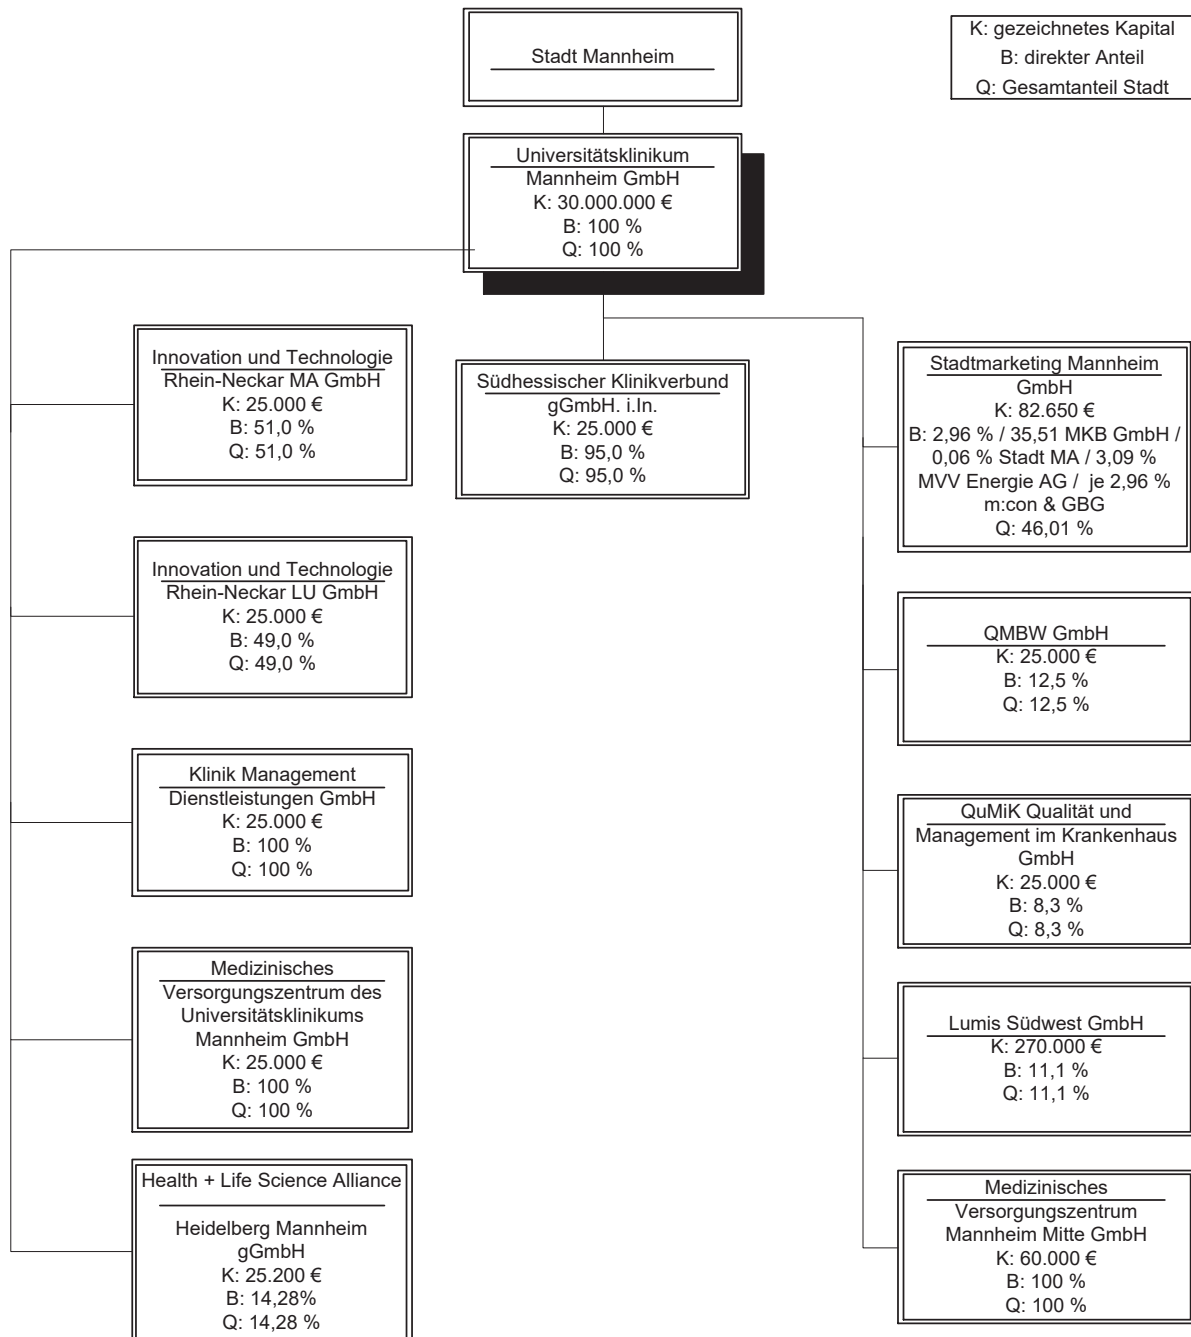 Stadt Mannheim
K: gezeichnetes Kapital
B: direkter Anteil
Q: Gesamtanteil Stadt
Universitätsklinikum
Mannheim GmbH
K: 30.000.000 €
B: 100 %
Q: 100 %
Innovation und Technologie
Rhein-Neckar MA GmbH
K: 25.000 €
B: 51,0 %
Q: 51,0 %
Innovation und Technologie
Rhein-Neckar LU GmbH
K: 25.000 €
B: 49,0 %
Q: 49,0 %
Klinik Management
Dienstleistungen GmbH
K: 25.000 €
B: 100 %
Q: 100 %
Medizinisches
Versorgungszentrum des
Universitätsklinikums
Mannheim GmbH
K: 25.000 €
B: 100 %
Q: 100 %
Health + Life Science Alliance
Heidelberg Mannheim
gGmbH
K: 25.200 €
B: 14,28%
Q: 14,28 %
Südhessischer Klinikverbund
gGmbH. i.In.
K: 25.000 €
B: 95,0 %
Q: 95,0 %
Stadtmarketing Mannheim
GmbH
K: 82.650 €
B: 2,96 % / 35,51 MKB GmbH /
0,06 % Stadt MA / 3,09 %
MVV Energie AG / je 2,96 %
m:con & GBG
Q: 46,01 %
QMBW GmbH
K: 25.000 €
B: 12,5 %
Q: 12,5 %
QuMiK Qualität und
Management im Krankenhaus
GmbH
K: 25.000 €
B: 8,3 %
Q: 8,3 %
Lumis Südwest GmbH
K: 270.000 €
B: 11,1 %
Q: 11,1 %
Medizinisches
Versorgungszentrum
Mannheim Mitte GmbH
K: 60.000 €
B: 100 %
Q: 100 %